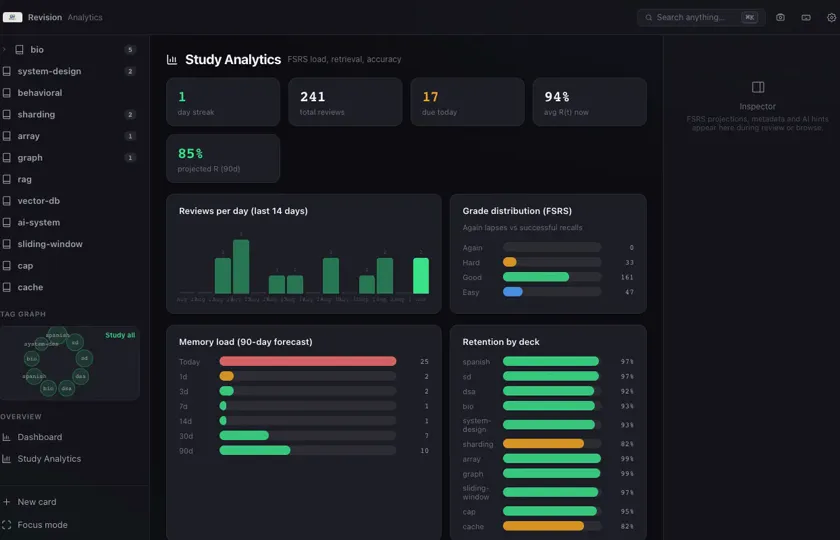 Revision Analytics
Search anything...
bio 5
system-design 2
behavioral
sharding 2
array 1
graph 1
rag
vector-db
ai-system
sliding-window
cap
cache
TAG GRAPH
Study all
spanish
system-des
sd
bio
sd
spanish
dsa
bio
dsa
OVERVIEW
Dashboard
Study Analytics
New card
Focus mode
Study Analytics FSRS load, retrieval, accuracy
1
day streak
241
total reviews
17
due today
94%
avg R(t) now
85%
projected R (90d)
Reviews per day (last 14 days)
Grade distribution (FSRS)
Again lapses vs successful recalls
Again 0
Hard 33
Good 161
Easy 47
Memory load (90-day forecast)
Today 25
1d 2
3d 2
7d 1
14d 1
30d 7
90d 10
Retention by deck
spanish 97%
sd 97%
dsa 92%
bio 93%
system-
design 93%
sharding 82%
array 99%
graph 99%
sliding-
window 97%
cap 95%
cache 82%
Inspector
FSRS projections, metadata and AI hints
appear here during review or browse.